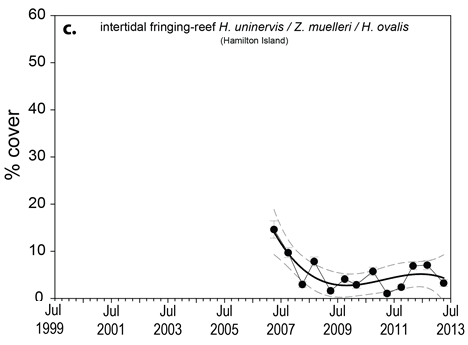 60
c. intertidal fringing-reef H. uninervis / Z. muelleri / H. ovalis
(Hamilton Island)
50
40
% cover
30
20
10
0
Jul Jul Jul Jul Jul Jul Jul Jul
1999 2001 2003 2005 2007 2009 2011 2013